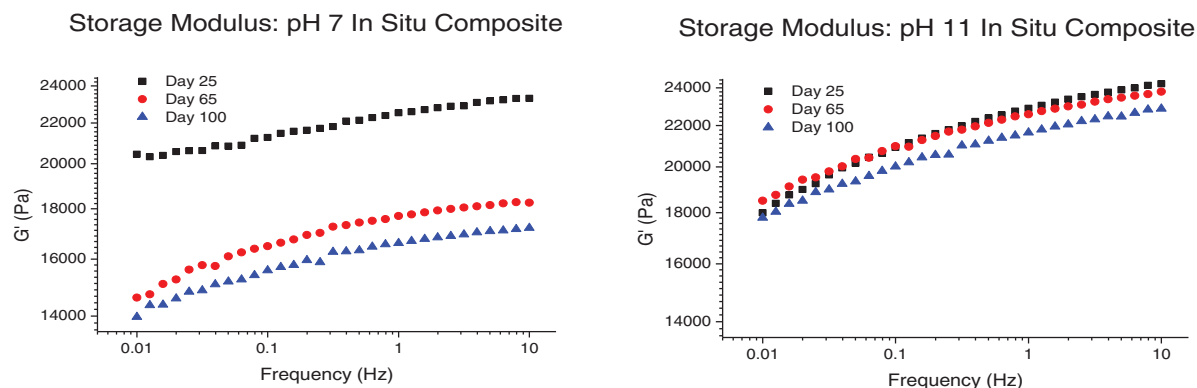 Storage Modulus: pH 7 In Situ Composite
24000
22000
20000
18000
16000
14000
G' (Pa)
Day 25
Day 65
Day 100
0.01
0.1
1
10
Frequency (Hz)
Storage Modulus: pH 11 In Situ Composite
24000
22000
20000
18000
16000
14000
G' (Pa)
Day 25
Day 65
Day 100
0.01
0.1
1
10
Frequency (Hz)